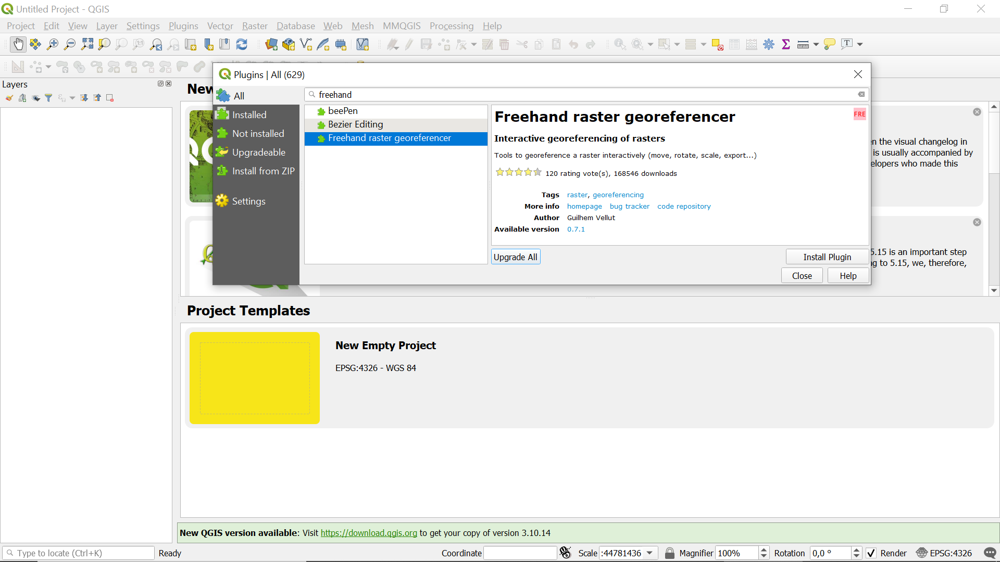 Untitled Project - QGIS
Project Edit View Layer Settings Plugins Vector Raster Database Web Mesh MMQGIS Processing Help
Layers
New
Plugins | All (629)
All
Installed
Not installed
Upgradeable
Install from ZIP
Settings
freehand
beePen
Bezier Editing
Freehand raster georeferencer
Freehand raster georeferencer
FRE
Interactive georeferencing of rasters
Tools to georeference a raster interactively (move, rotate, scale, export...)
120 rating vote(s), 168546 downloads
Tags raster, georeferencing
More info homepage bug tracker code repository
Author Guilhem Vellut
Available version 0.7.1
Upgrade All
Install Plugin
Close
Help
n the visual changelog in
is usually accompanied by
elopers who made this
5.15 is an important step
g to 5.15, we, therefore,
Project Templates
New Empty Project
EPSG:4326 - WGS 84
New QGIS version available: Visit https://download.qgis.org to get your copy of version 3.10.14
Type to locate (Ctrl+K) Ready Coordinate Scale :44781436 Magnifier 100% Rotation 0,0 ° Render EPSG:4326